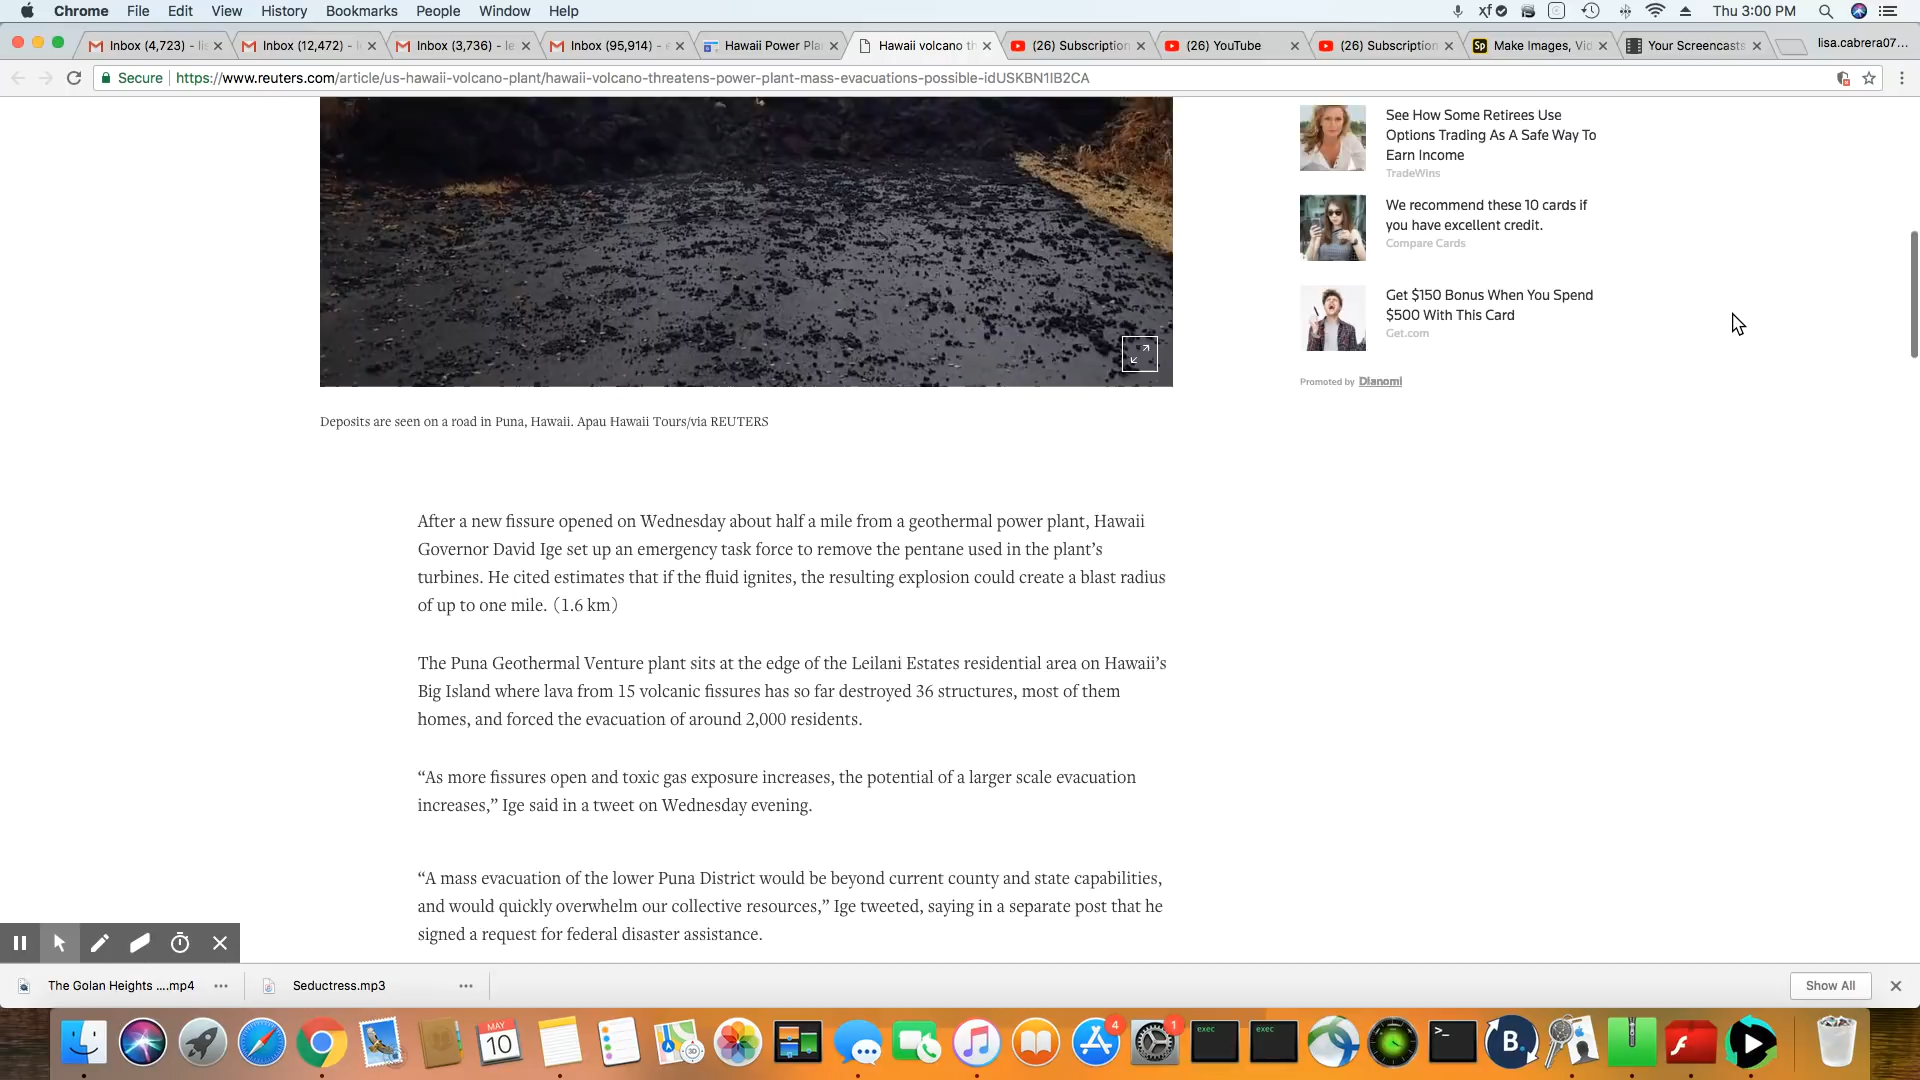 Chrome File Edit View History Bookmarks People Window Help
Thu 3:00 PM
Inbox (4,723) - li
Inbox (12,472) -
Inbox (3,736) - le
Inbox (95,914) -
Hawaii Power Pla
Hawaii volcano th
(26) Subscription
(26) YouTube
(26) Subscription
Make Images, Vid
Your Screencasts
lisa.cabrera07...
Secure https://www.reuters.com/article/us-hawaii-volcano-plant/hawaii-volcano-threatens-power-plant-mass-evacuations-possible-idUSKBN1IB2CA
See How Some Retirees Use
Options Trading As A Safe Way To
Earn Income
TradeWins
We recommend these 10 cards if
you have excellent credit.
Compare Cards
Get $150 Bonus When You Spend
$500 With This Card
Get.com
Promoted by Dianomi
Deposits are seen on a road in Puna, Hawaii. Apau Hawaii Tours/via REUTERS
After a new fissure opened on Wednesday about half a mile from a geothermal power plant, Hawaii
Governor David Ige set up an emergency task force to remove the pentane used in the plant’s
turbines. He cited estimates that if the fluid ignites, the resulting explosion could create a blast radius
of up to one mile. (1.6 km)
The Puna Geothermal Venture plant sits at the edge of the Leilani Estates residential area on Hawaii’s
Big Island where lava from 15 volcanic fissures has so far destroyed 36 structures, most of them
homes, and forced the evacuation of around 2,000 residents.
“As more fissures open and toxic gas exposure increases, the potential of a larger scale evacuation
increases,” Ige said in a tweet on Wednesday evening.
“A mass evacuation of the lower Puna District would be beyond current county and state capabilities,
and would quickly overwhelm our collective resources,” Ige tweeted, saying in a separate post that he
signed a request for federal disaster assistance.
The Golan Heights ....mp4
Seductress.mp3
Show All
MAY
10
3D
4
1
exec
exec
B.